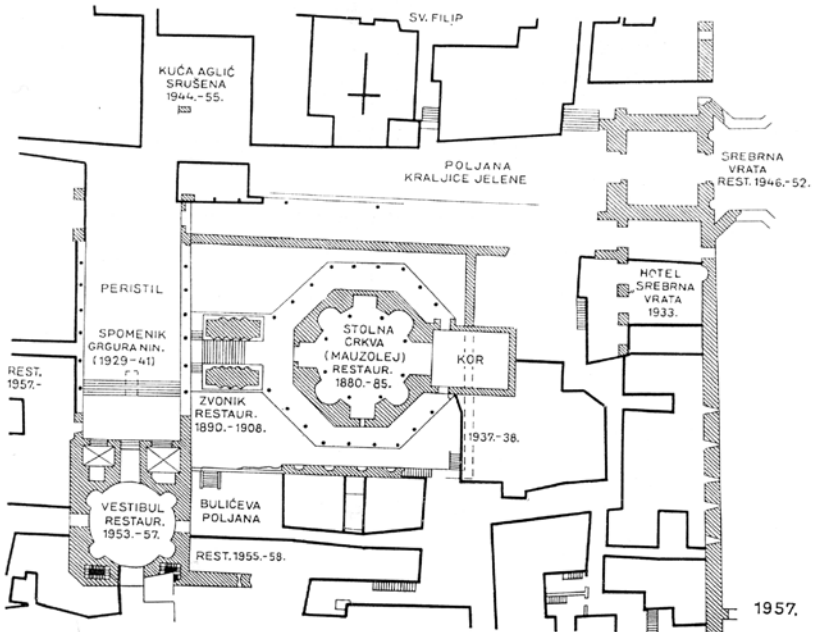 SV. FILIP
KUĆA AGLIĆ
SRUŠENA
1944.-55.
POLJANA
KRALJICE JELENE
SREBRNA
VRATA
REST. 1946.-52.
PERISTIL
HOTEL
SREBRNA
VRATA
1933.
SPOMENIK
GRGURA NIN.
(1929-41)
STOLNA
CRKVA
(MAUZOLEJ)
RESTAUR.
1880.-85.
KOR
REST.
1957.-
ZVONIK
RESTAUR.
1890.-1908.
1937.-38.
VESTIBUL
RESTAUR.
1953.-57.
BULIĆEVA
POLJANA
REST. 1955.-58.
1957.